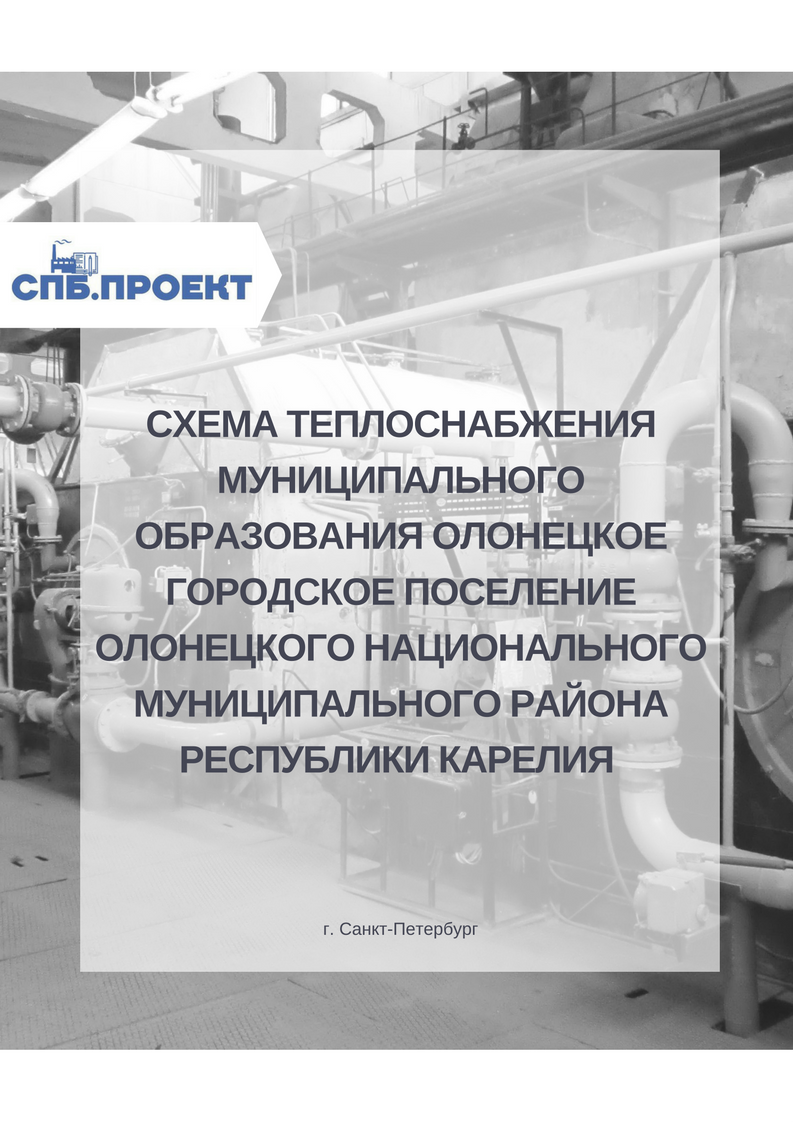 СПБ.ПРОЕКТ
СХЕМА ТЕПЛОСНАБЖЕНИЯ
МУНИЦИПАЛЬНОГО
ОБРАЗОВАНИЯ ОЛОНЕЦКОЕ
ГОРОДСКОЕ ПОСЕЛЕНИЕ
ОЛОНЕЦКОГО НАЦИОНАЛЬНОГО
МУНИЦИПАЛЬНОГО РАЙОНА
РЕСПУБЛИКИ КАРЕЛИЯ
г. Санкт-Петербург